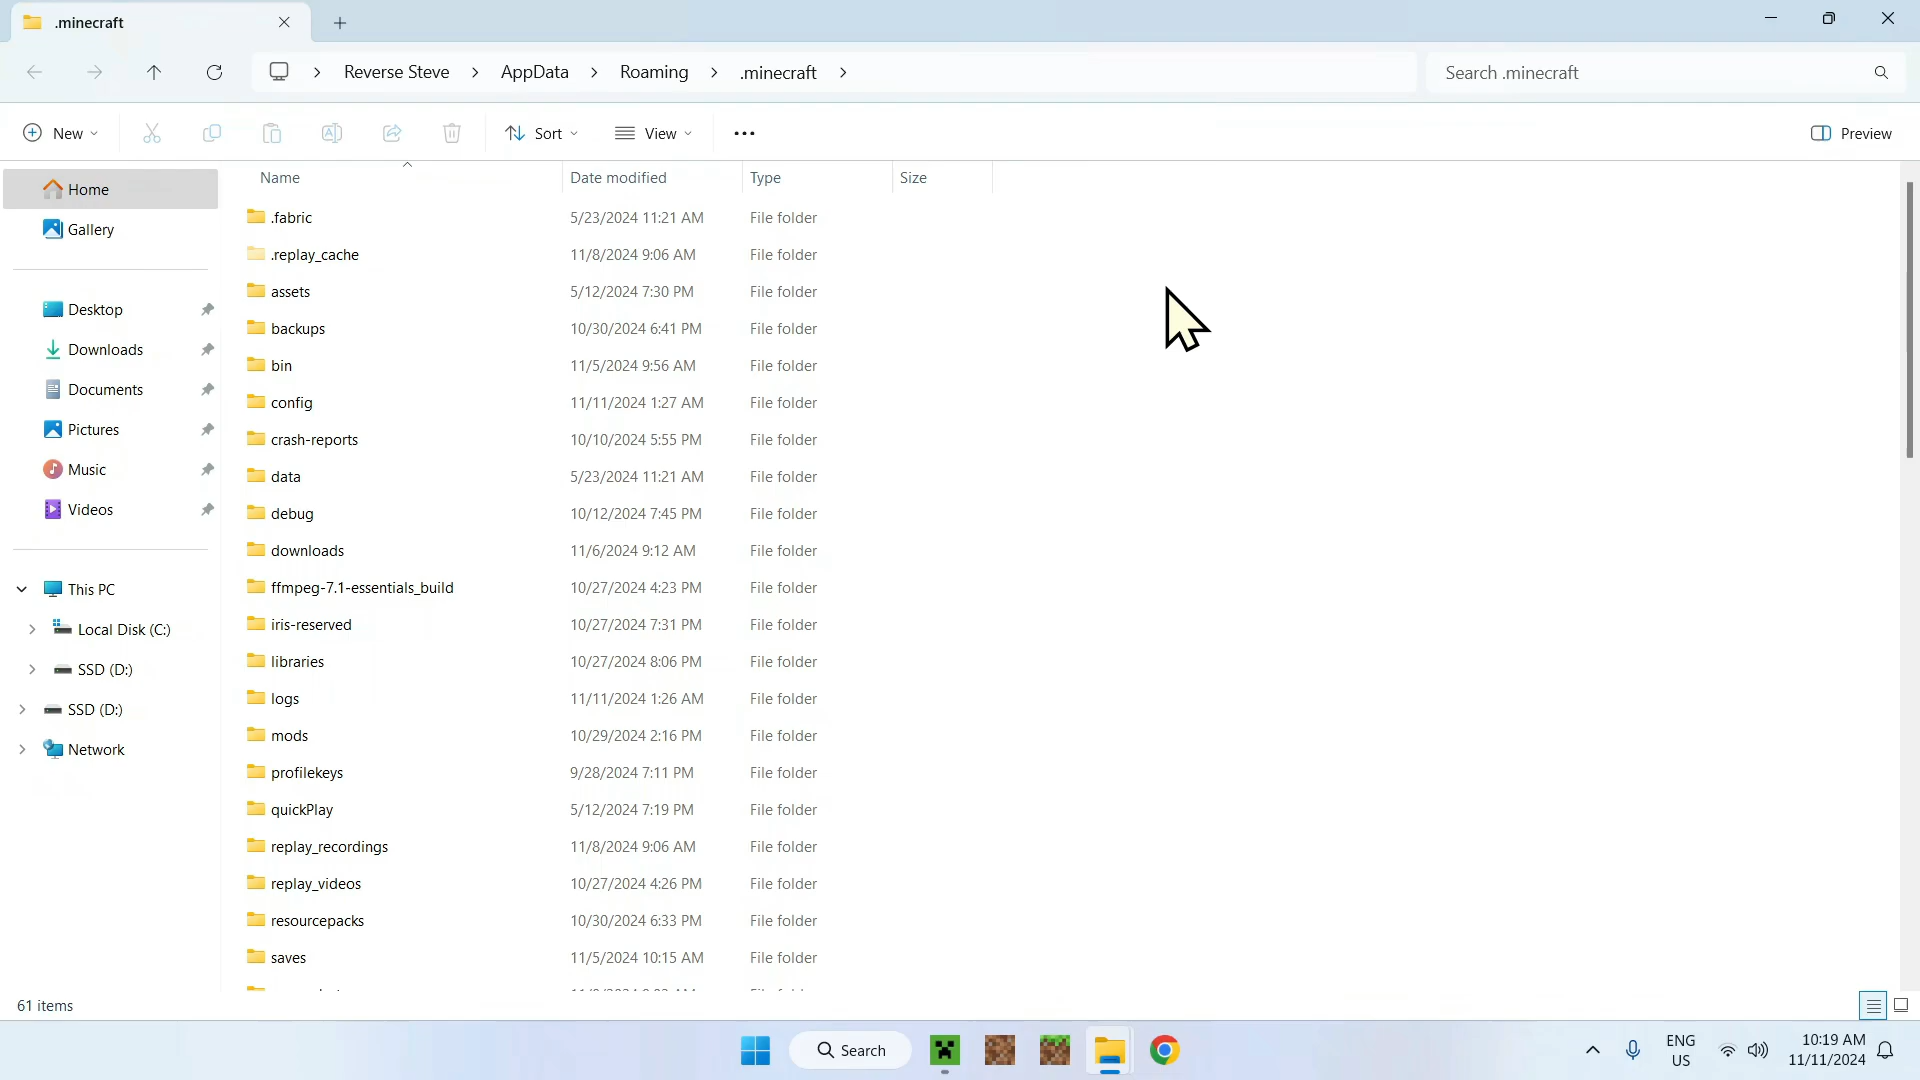 .minecraft
Reverse Steve AppData Roaming .minecraft
Search .minecraft
New Sort View Preview
Name Date modified Type Size
Home
Gallery
Desktop
Downloads
Documents
Pictures
Music
Videos
This PC
Local Disk (C:)
SSD (D:)
SSD (D:)
Network
.fabric 5/23/2024 11:21 AM File folder
.replay_cache 11/8/2024 9:06 AM File folder
assets 5/12/2024 7:30 PM File folder
backups 10/30/2024 6:41 PM File folder
bin 11/5/2024 9:56 AM File folder
config 11/11/2024 1:27 AM File folder
crash-reports 10/10/2024 5:55 PM File folder
data 5/23/2024 11:21 AM File folder
debug 10/12/2024 7:45 PM File folder
downloads 11/6/2024 9:12 AM File folder
ffmpeg-7.1-essentials_build 10/27/2024 4:23 PM File folder
iris-reserved 10/27/2024 7:31 PM File folder
libraries 10/27/2024 8:06 PM File folder
logs 11/11/2024 1:26 AM File folder
mods 10/29/2024 2:16 PM File folder
profilekeys 9/28/2024 7:11 PM File folder
quickPlay 5/12/2024 7:19 PM File folder
replay_recordings 11/8/2024 9:06 AM File folder
replay_videos 10/27/2024 4:26 PM File folder
resourcepacks 10/30/2024 6:33 PM File folder
saves 11/5/2024 10:15 AM File folder
61 items
Search
ENG
US
10:19 AM
11/11/2024